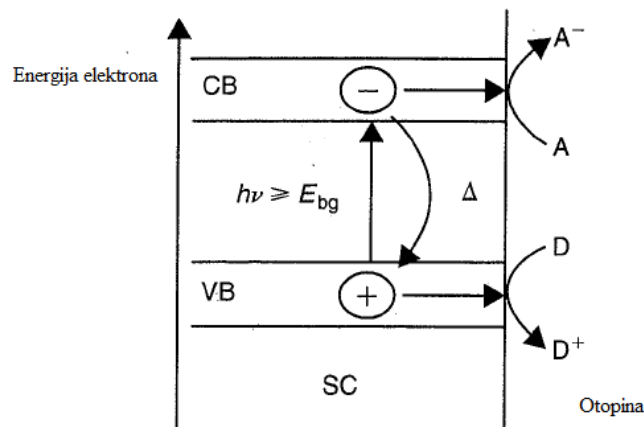 A⁻
Energija elektrona
CB
−
A
hν ⩾ E_bg
Δ
D
VB
+
D⁺
SC
Otopina